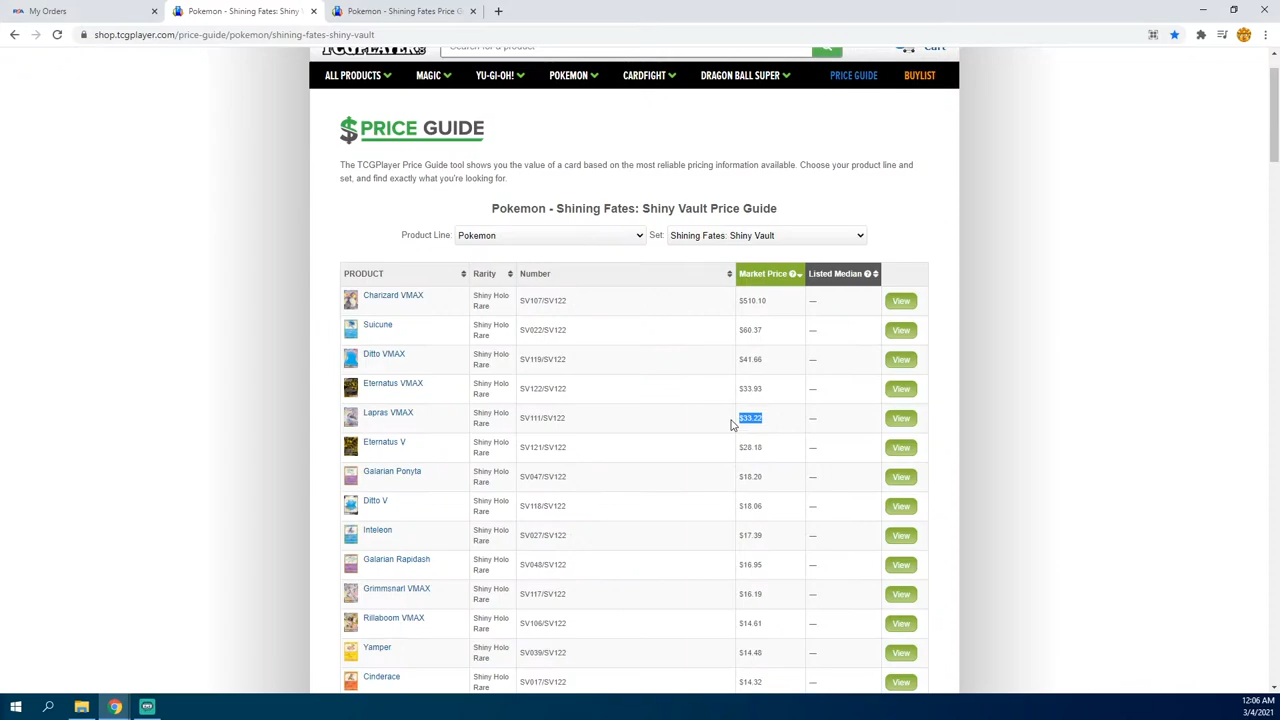 My Orders
Pokemon - Shining Fates: Shiny V
Pokemon - Shining Fates Price G
shop.tcgplayer.com/price-guide/pokemon/shining-fates-shiny-vault
Search for a product
Cart
ALL PRODUCTS MAGIC YU-GI-OH! POKEMON CARDFIGHT DRAGON BALL SUPER PRICE GUIDE BUYLIST
$ PRICE GUIDE
The TCGPlayer Price Guide tool shows you the value of a card based on the most reliable pricing information available. Choose your product line and
set, and find exactly what you're looking for.
Pokemon - Shining Fates: Shiny Vault Price Guide
Product Line: Pokemon Set: Shining Fates: Shiny Vault
PRODUCT Rarity Number Market Price Listed Median
Charizard VMAX Shiny Holo Rare SV107/SV122 $510.10 — View
Suicune Shiny Holo Rare SV022/SV122 $60.37 — View
Ditto VMAX Shiny Holo Rare SV119/SV122 $41.66 — View
Eternatus VMAX Shiny Holo Rare SV122/SV122 $33.93 — View
Lapras VMAX Shiny Holo Rare SV111/SV122 $33.22 — View
Eternatus V Shiny Holo Rare SV121/SV122 $28.18 — View
Galarian Ponyta Shiny Holo Rare SV047/SV122 $18.20 — View
Ditto V Shiny Holo Rare SV118/SV122 $18.06 — View
Inteleon Shiny Holo Rare SV027/SV122 $17.39 — View
Galarian Rapidash Shiny Holo Rare SV048/SV122 $16.95 — View
Grimmsnarl VMAX Shiny Holo Rare SV117/SV122 $16.19 — View
Rillaboom VMAX Shiny Holo Rare SV106/SV122 $14.61 — View
Yamper Shiny Holo Rare SV039/SV122 $14.48 — View
Cinderace Shiny Holo Rare SV017/SV122 $14.32 — View
12:06 AM
3/4/2021